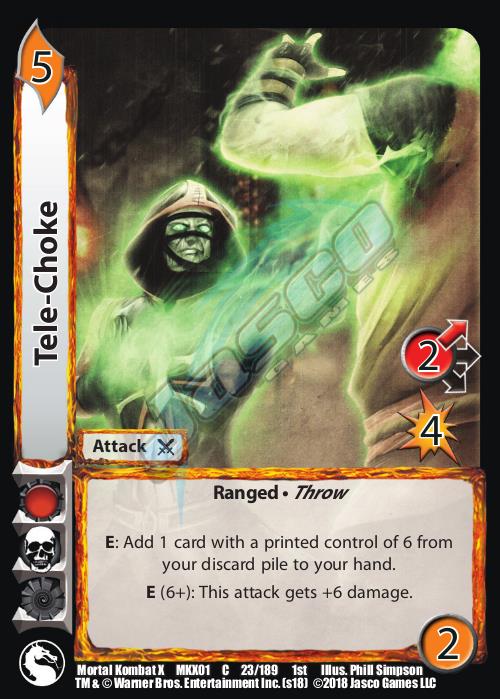 5
Tele-Choke
JASCO
GAMES
2
4
Attack
Ranged • Throw
E: Add 1 card with a printed control of 6 from
your discard pile to your hand.
E (6+): This attack gets +6 damage.
2
Mortal Kombat X MKX01 C 23/189 1st Illus. Phill Simpson
TM & © Warner Bros. Entertainment Inc. (s18) ©2018 Jasco Games LLC